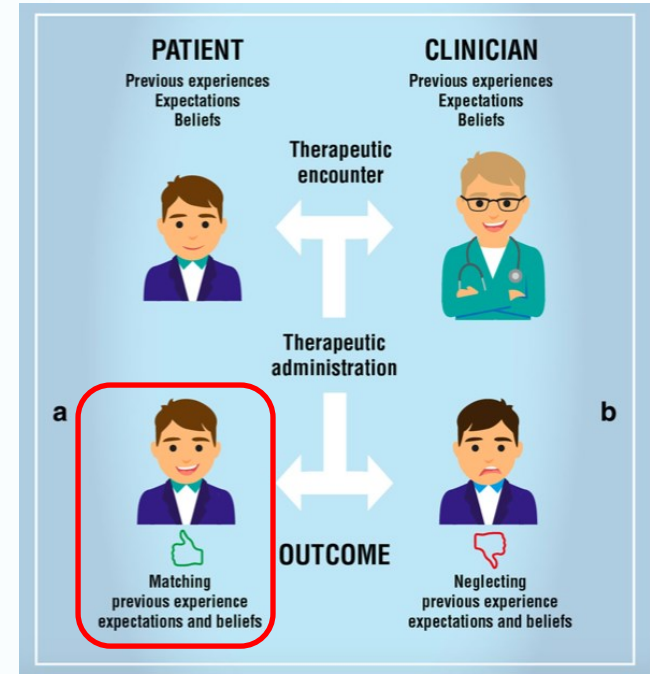 PATIENT
Previous experiences
Expectations
Beliefs
CLINICIAN
Previous experiences
Expectations
Beliefs
Therapeutic
encounter
Therapeutic
administration
a
b
OUTCOME
Matching
previous experience
expectations and beliefs
Neglecting
previous experience
expectations and beliefs